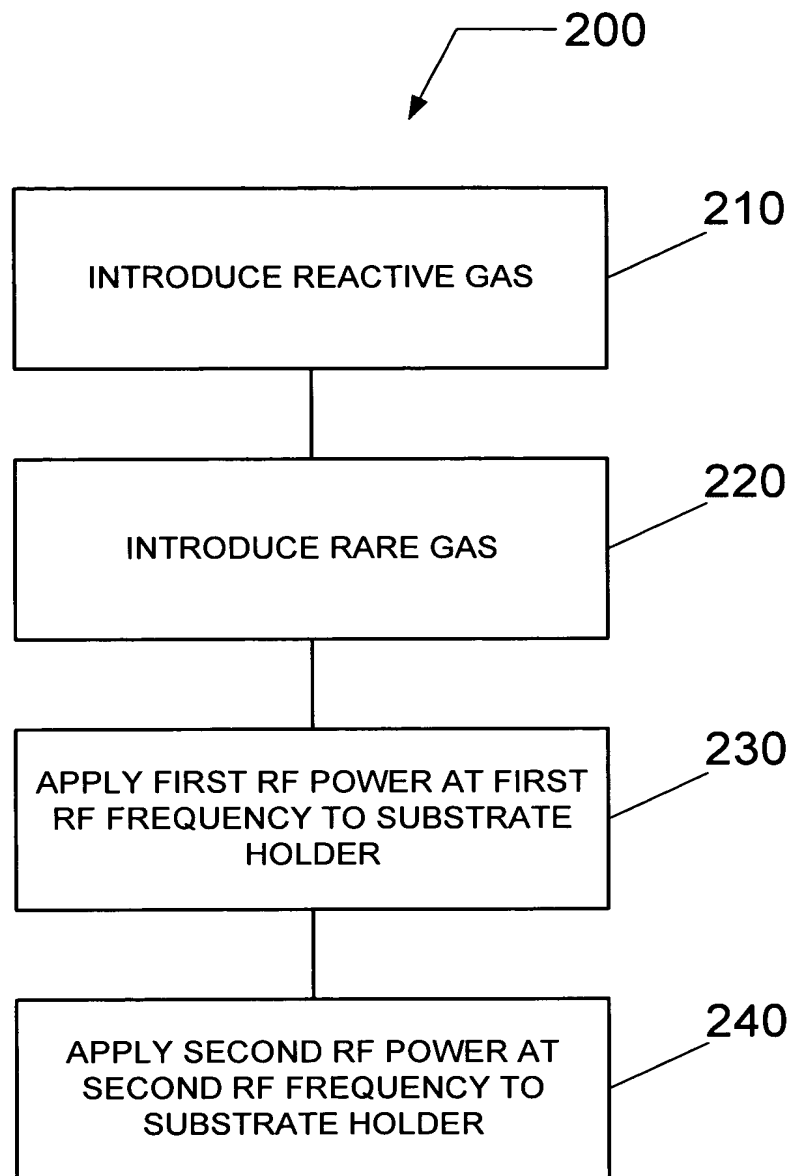 200
210
INTRODUCE REACTIVE GAS
220
INTRODUCE RARE GAS
230
APPLY FIRST RF POWER AT FIRST
RF FREQUENCY TO SUBSTRATE
HOLDER
240
APPLY SECOND RF POWER AT
SECOND RF FREQUENCY TO
SUBSTRATE HOLDER